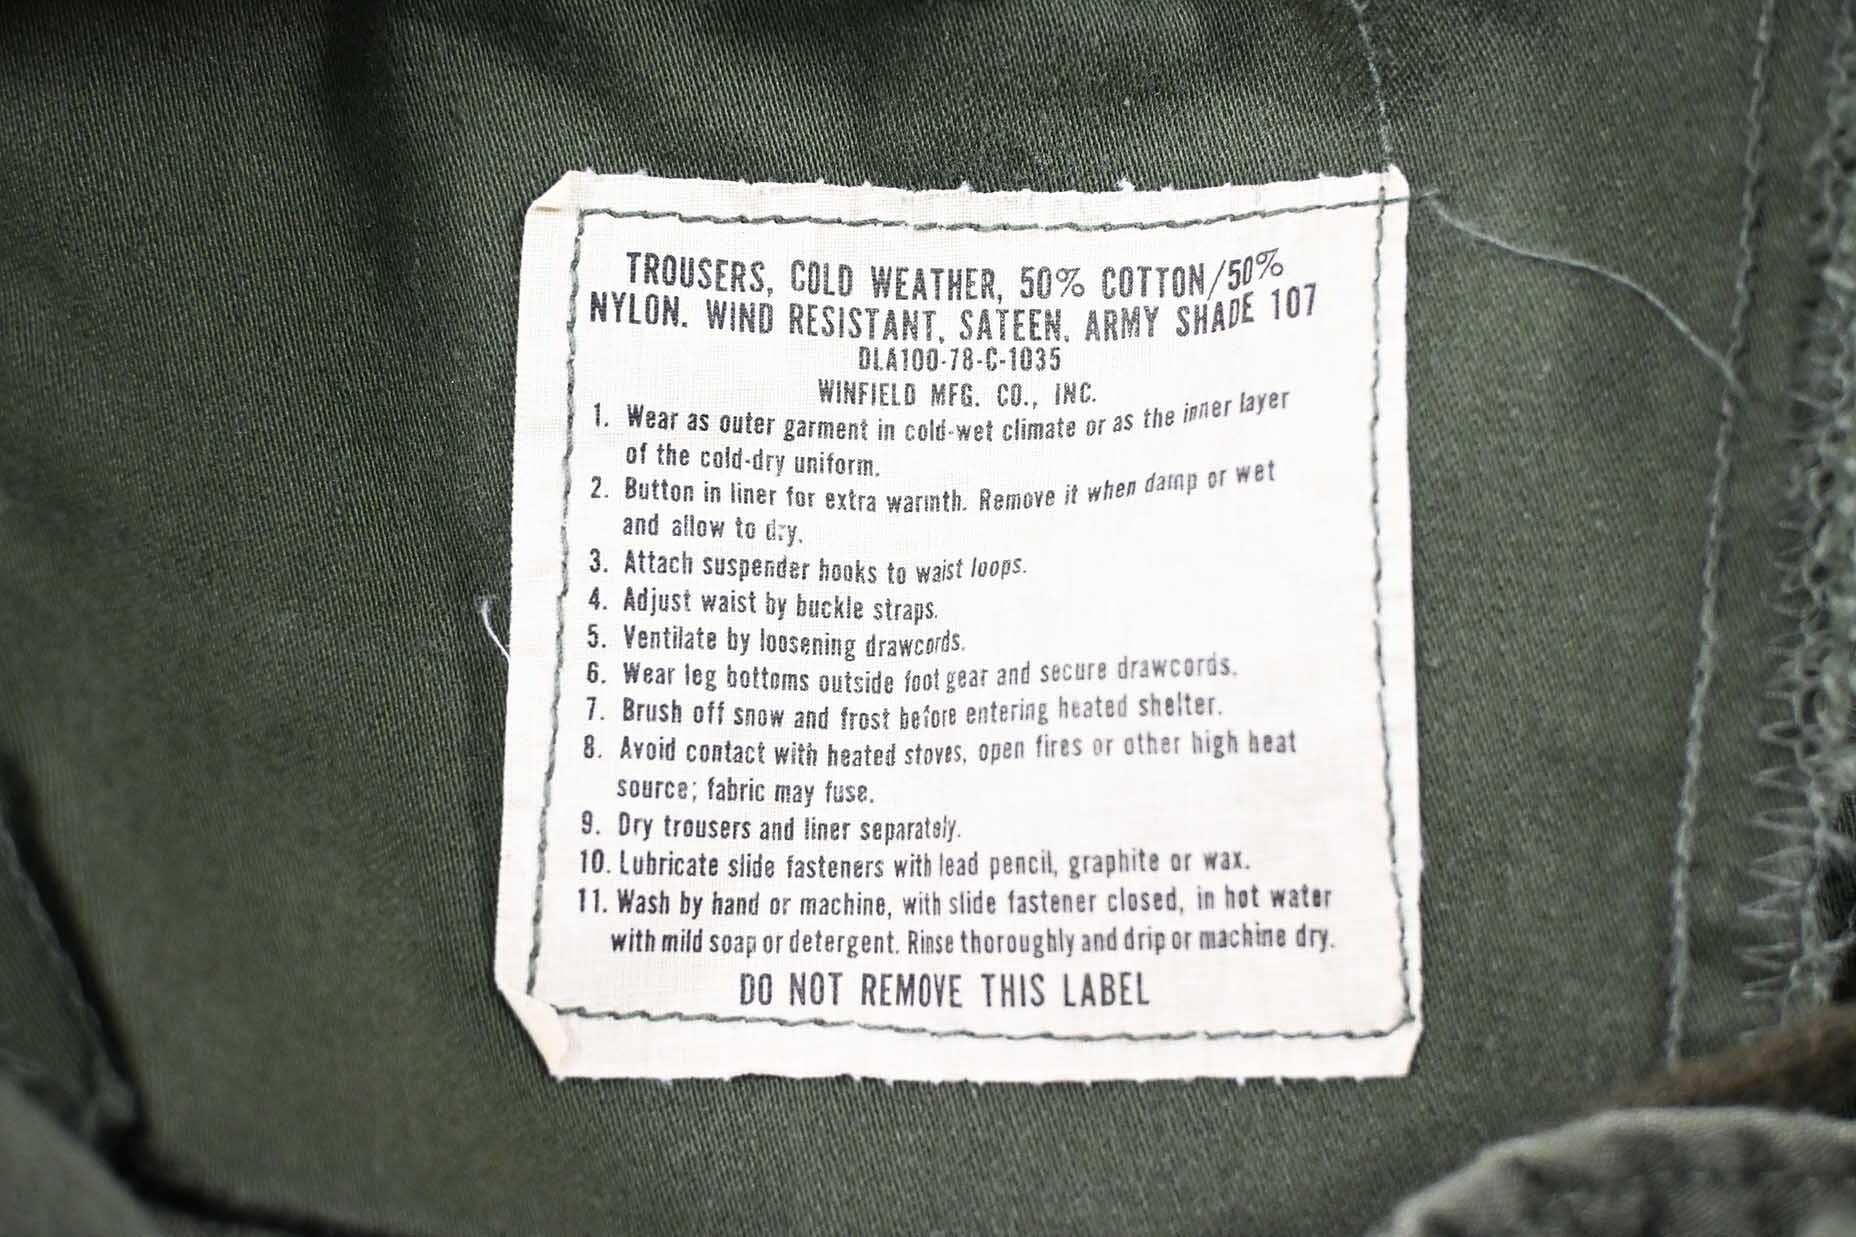 TROUSERS, COLD WEATHER, 50% COTTON/50%
NYLON. WIND RESISTANT, SATEEN, ARMY SHADE 107
DLA100-78-C-1035
WINFIELD MFG. CO., INC.
1. Wear as outer garment in cold-wet climate or as the inner layer
of the cold-dry uniform.
2. Button in liner for extra warmth. Remove it when damp or wet
and allow to dry.
3. Attach suspender hooks to waist loops.
4. Adjust waist by buckle straps.
5. Ventilate by loosening drawcords.
6. Wear leg bottoms outside foot gear and secure drawcords.
7. Brush off snow and frost before entering heated shelter.
8. Avoid contact with heated stoves, open fires or other high heat
source; fabric may fuse.
9. Dry trousers and liner separately.
10. Lubricate slide fasteners with lead pencil, graphite or wax.
11. Wash by hand or machine, with slide fastener closed, in hot water
with mild soap or detergent. Rinse thoroughly and drip or machine dry.
DO NOT REMOVE THIS LABEL